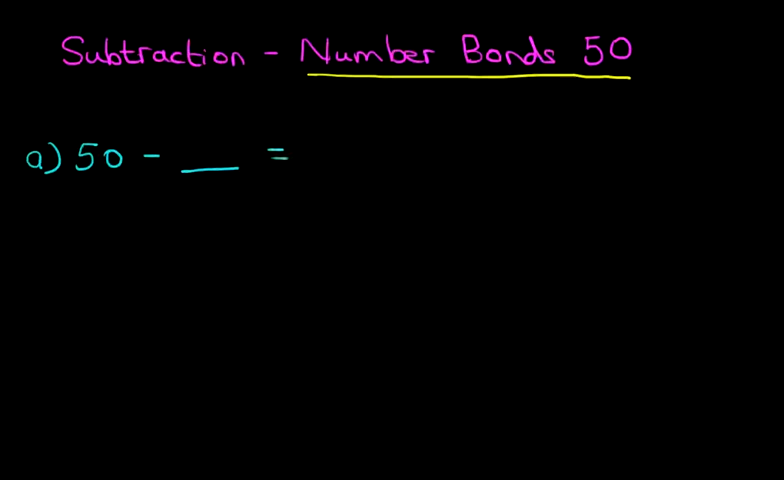 Subtraction - Number Bonds 50
a) 50 - ___ =